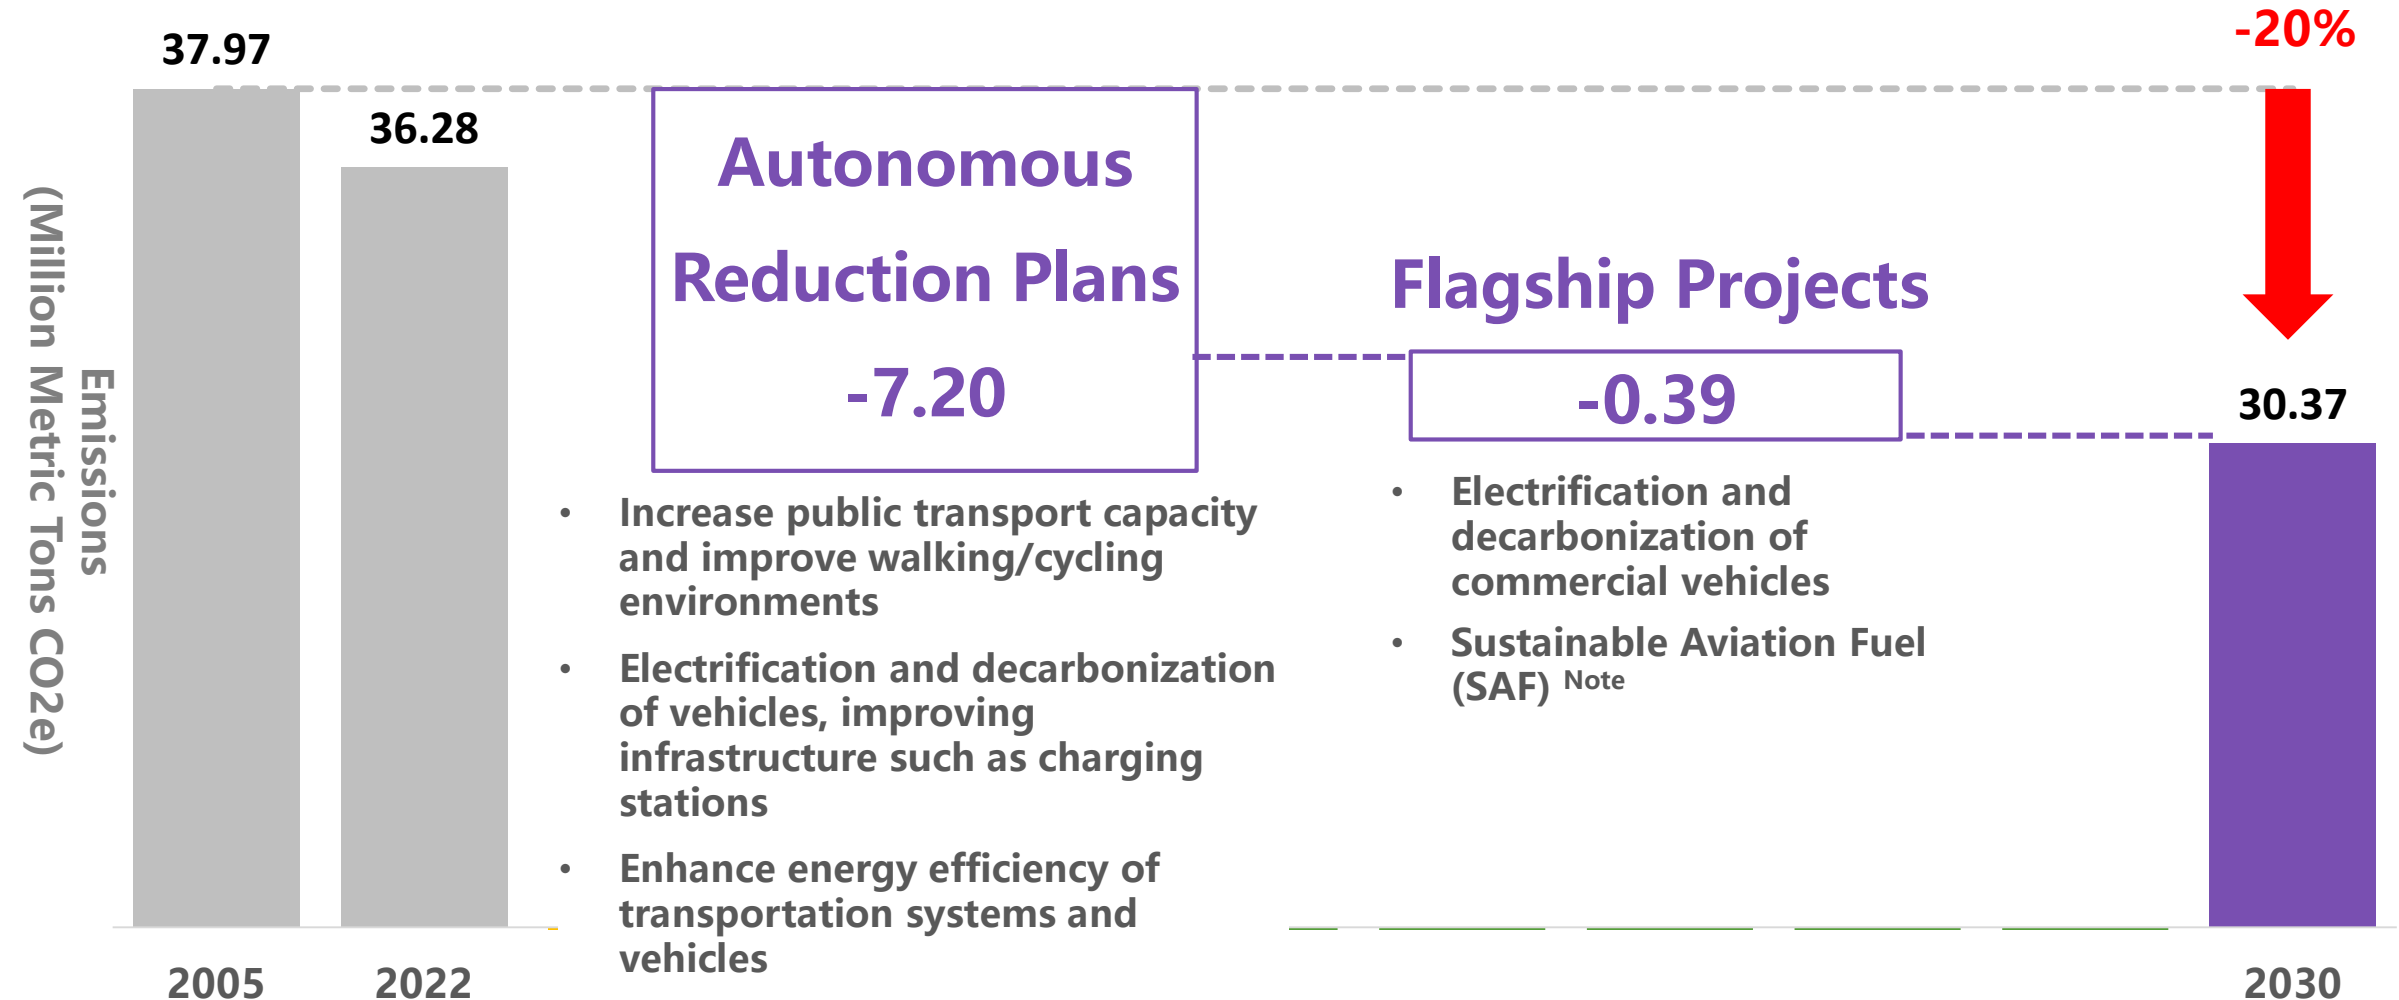 -20%
37.97
36.28
Emissions
(Million Metric Tons CO2e)
Autonomous
Reduction Plans
-7.20
Flagship Projects
-0.39
30.37
• Increase public transport capacity
and improve walking/cycling
environments
• Electrification and decarbonization
of vehicles, improving
infrastructure such as charging
stations
• Enhance energy efficiency of
transportation systems and
vehicles
• Electrification and
decarbonization of
commercial vehicles
• Sustainable Aviation Fuel
(SAF) Note
2005
2022
2030